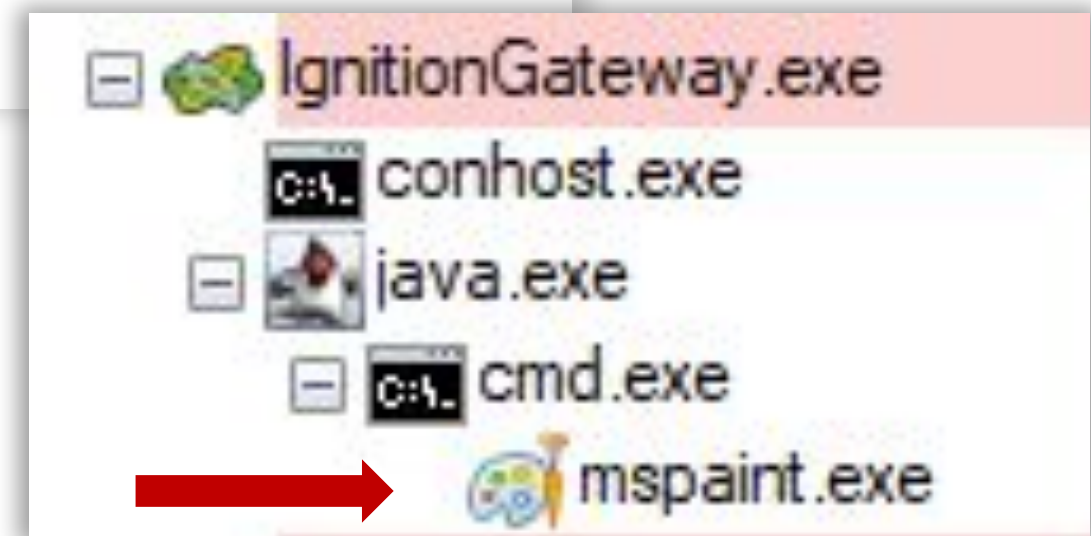 IgnitionGateway.exe
C:\_ conhost.exe
java.exe
C:\_ cmd.exe
mspaint.exe